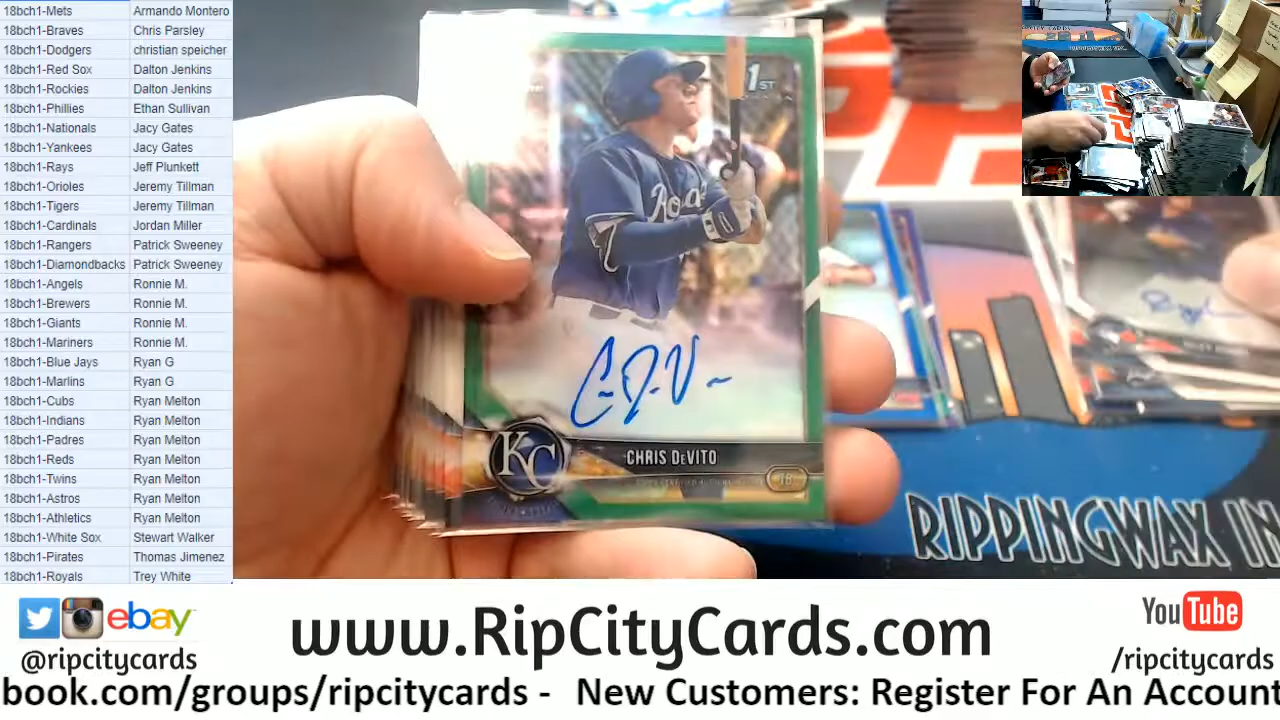 18bch1-Mets Armando Montero
18bch1-Braves Chris Parsley
18bch1-Dodgers christian speicher
18bch1-Red Sox Dalton Jenkins
18bch1-Rockies Dalton Jenkins
18bch1-Phillies Ethan Sullivan
18bch1-Nationals Jacy Gates
18bch1-Yankees Jacy Gates
18bch1-Rays Jeff Plunkett
18bch1-Orioles Jeremy Tillman
18bch1-Tigers Jeremy Tillman
18bch1-Cardinals Jordan Miller
18bch1-Rangers Patrick Sweeney
18bch1-Diamondbacks Patrick Sweeney
18bch1-Angels Ronnie M.
18bch1-Brewers Ronnie M.
18bch1-Giants Ronnie M.
18bch1-Mariners Ronnie M.
18bch1-Blue Jays Ryan G
18bch1-Marlins Ryan G
18bch1-Cubs Ryan Melton
18bch1-Indians Ryan Melton
18bch1-Padres Ryan Melton
18bch1-Reds Ryan Melton
18bch1-Twins Ryan Melton
18bch1-Astros Ryan Melton
18bch1-Athletics Ryan Melton
18bch1-White Sox Stewart Walker
18bch1-Pirates Thomas Jimenez
18bch1-Royals Trey White
1ST
KC
CHRIS DeVITO
1B
RIPPINGWAX IN
ebay
@ripcitycards
www.RipCityCards.com
YouTube
/ripcitycards
book.com/groups/ripcitycards - New Customers: Register For An Account